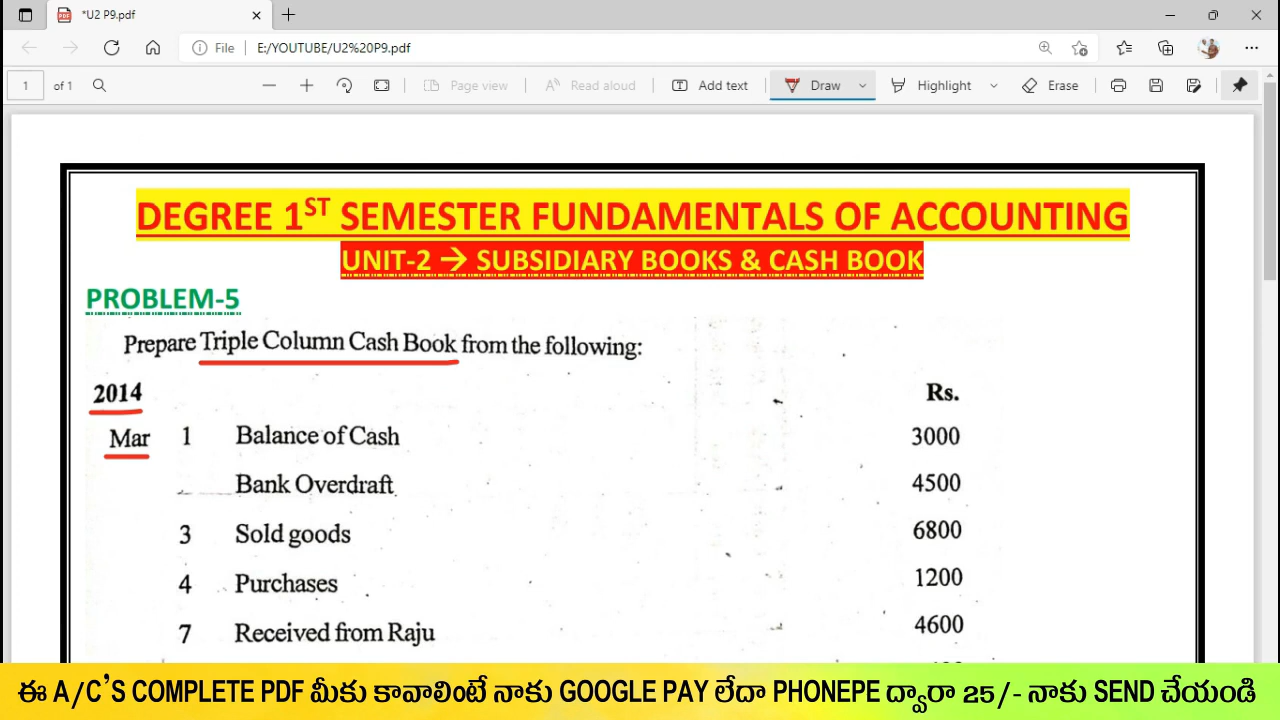 *U2 P9.pdf
File E:/YOUTUBE/U2%20P9.pdf
1 of 1 Page view Read aloud Add text Draw Highlight Erase
DEGREE 1ST SEMESTER FUNDAMENTALS OF ACCOUNTING
UNIT-2 → SUBSIDIARY BOOKS & CASH BOOK
PROBLEM-5
Prepare Triple Column Cash Book from the following:
2014 Rs.
Mar 1 Balance of Cash 3000
Bank Overdraft 4500
3 Sold goods 6800
4 Purchases 1200
7 Received from Raju 4600
ఈ A/C'S COMPLETE PDF మీకు కావాలింటే నాకు GOOGLE PAY లేదా PHONEPE ద్వారా 25/- నాకు SEND చేయండి